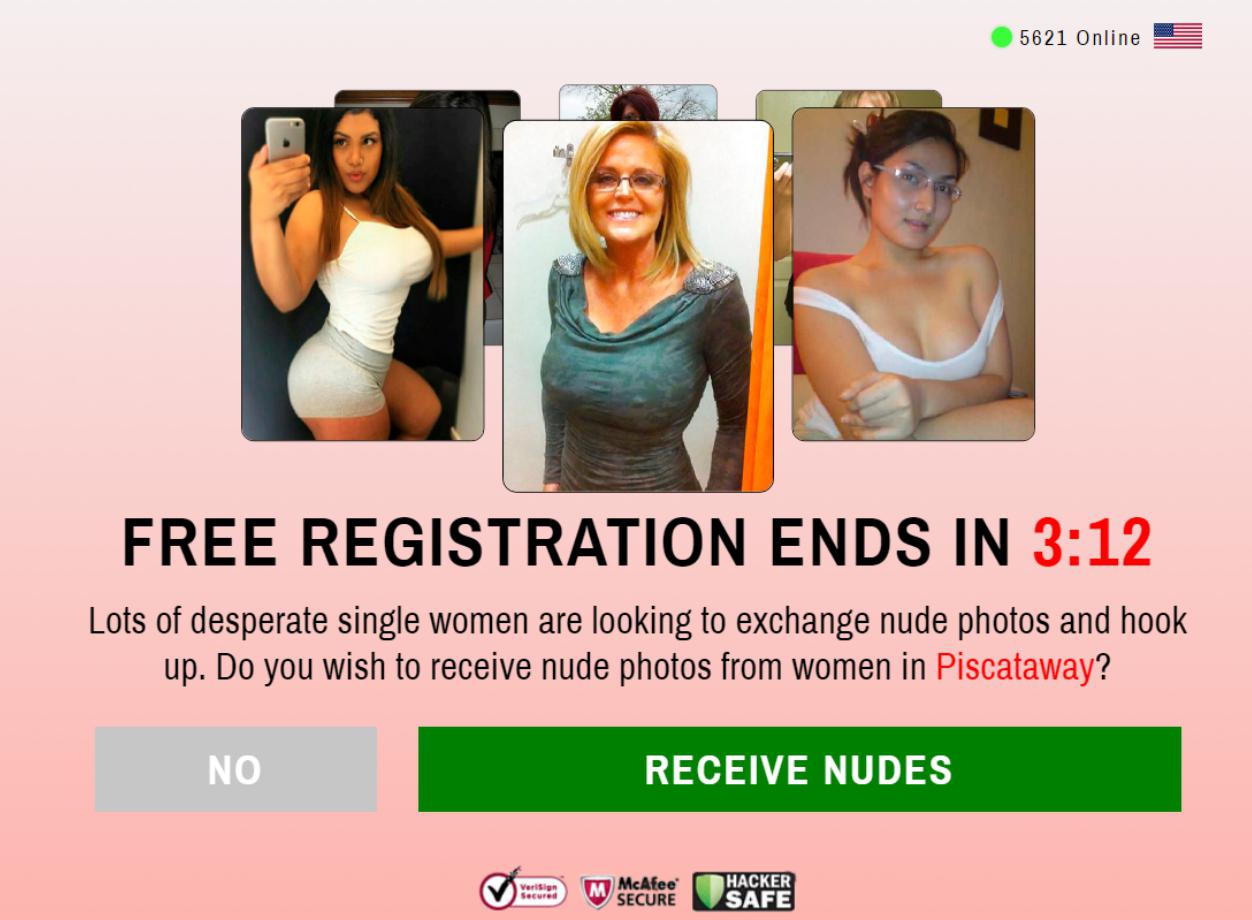 5621 Online
FREE REGISTRATION ENDS IN 3:12
Lots of desperate single women are looking to exchange nude photos and hook
up. Do you wish to receive nude photos from women in Piscataway?
NO
RECEIVE NUDES
VeriSign
Secured
McAfee
SECURE
HACKER
SAFE